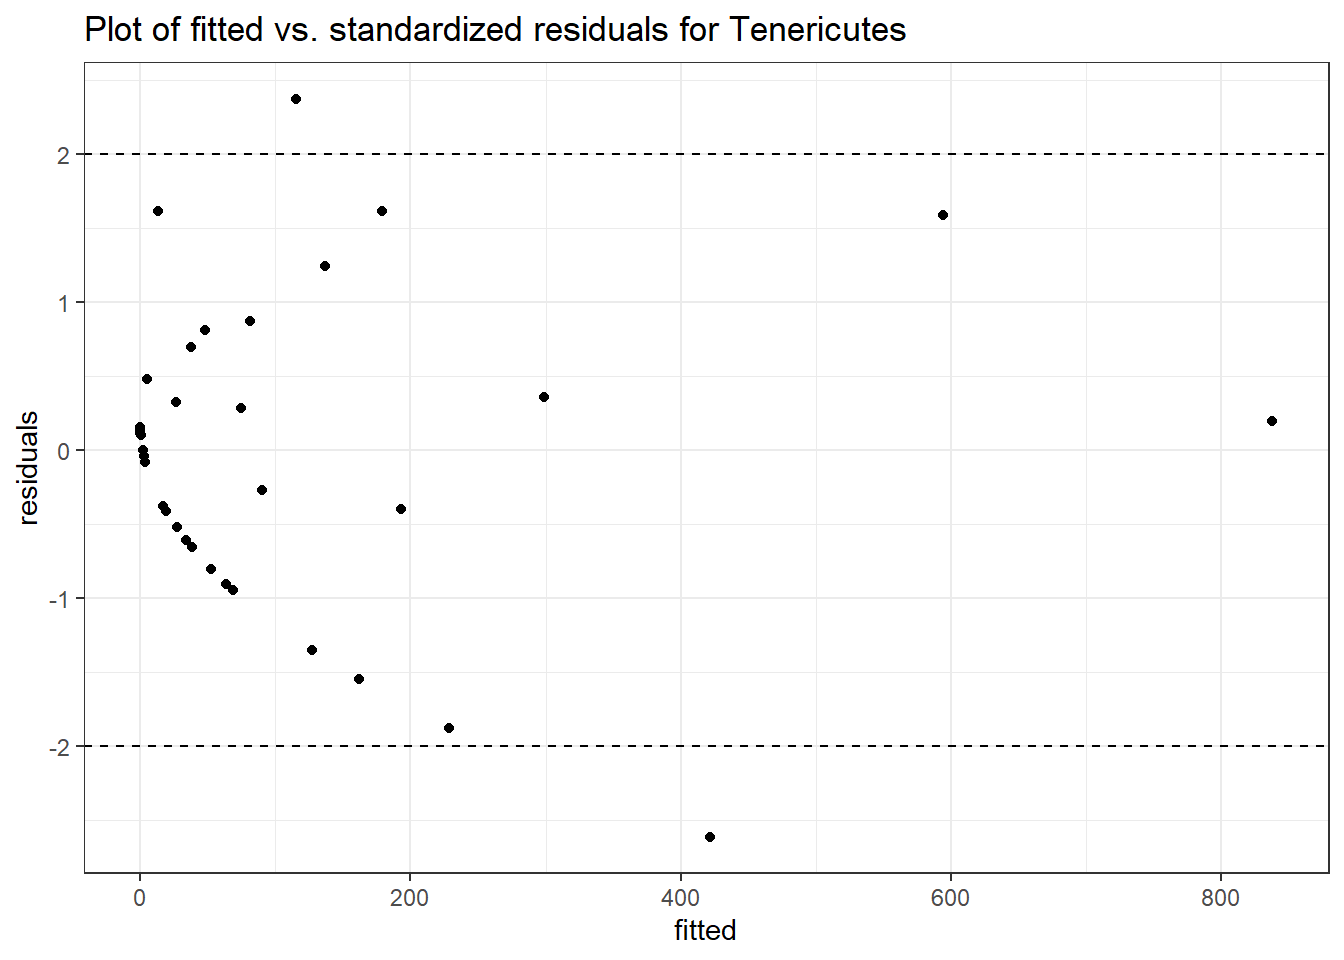 Plot of fitted vs. standardized residuals for Tenericutes
2
1
0
-1
-2
residuals
0 200 400 600 800
fitted